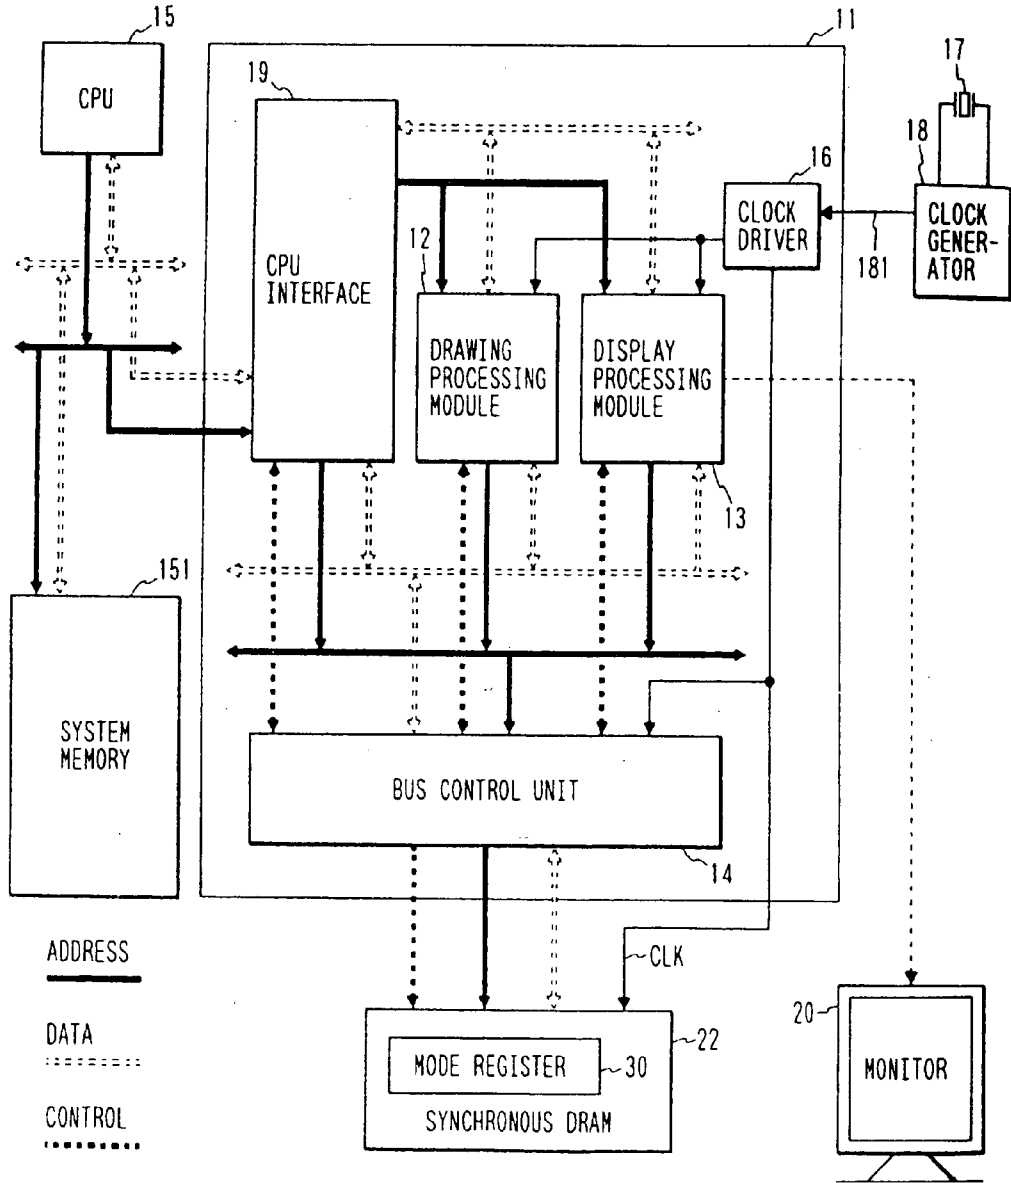 15
CPU
11
19
CPU
INTERFACE
17
18
CLOCK
GENER-
ATOR
16
CLOCK
DRIVER
181
12
DRAWING
PROCESSING
MODULE
DISPLAY
PROCESSING
MODULE
13
151
SYSTEM
MEMORY
BUS CONTROL UNIT
14
ADDRESS
DATA
CONTROL
CLK
22
MODE REGISTER
30
SYNCHRONOUS DRAM
20
MONITOR